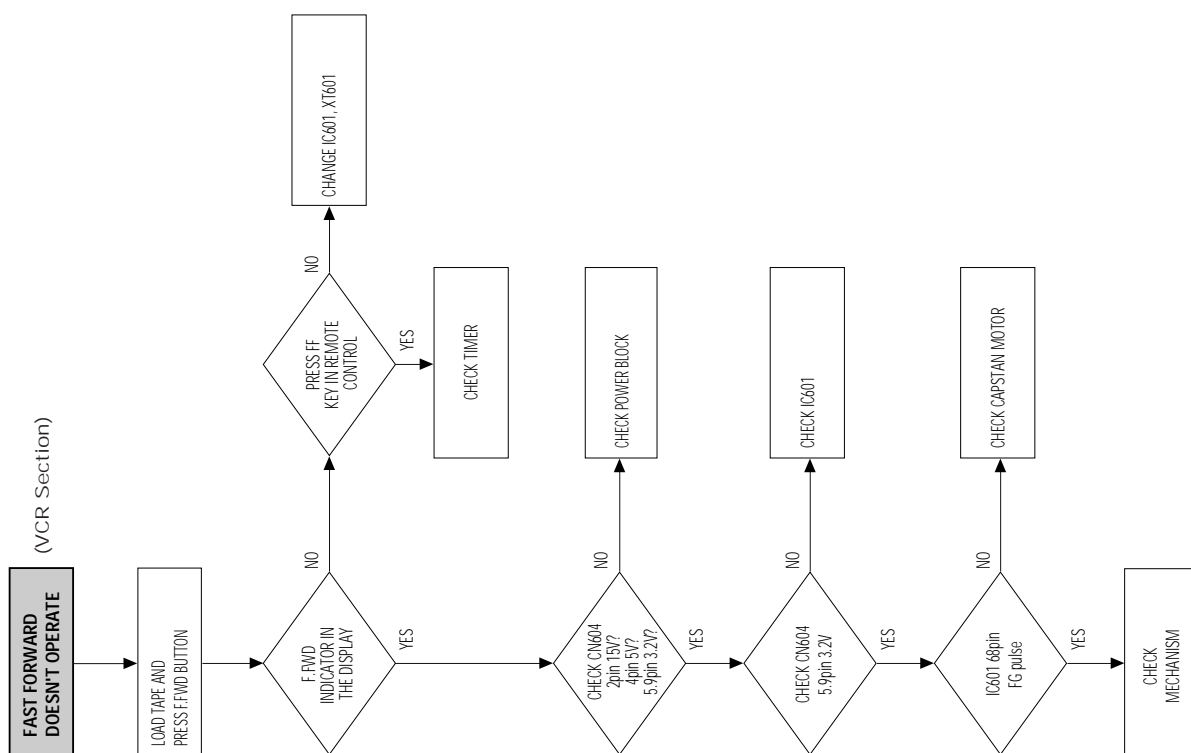 FAST FORWARD
DOESN'T OPERATE
(VCR Section)
LOAD TAPE AND
PRESS F.FWD BUTTON
F.FWD
INDICATOR IN
THE DISPLAY
NO
PRESS FF
KEY IN REMOTE
CONTROL
NO
CHANGE IC601, XT601
YES
CHECK TIMER
YES
CHECK CN604
2pin 15V?
4pin 5V?
5.9pin 3.2V?
NO
CHECK POWER BLOCK
YES
CHECK CN604
5.9pin 3.2V
NO
CHECK IC601
YES
IC601 68pin
FG pulse
NO
CHECK CAPSTAN MOTOR
YES
CHECK
MECHANISM